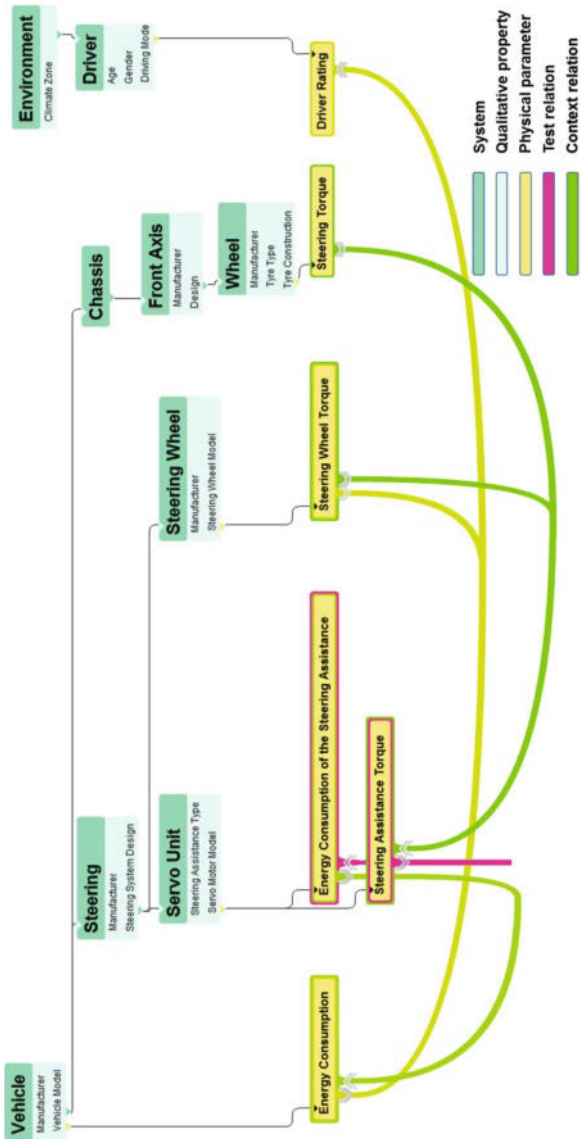 Vehicle
Manufacturer
Vehicle Model
Steering
Manufacturer
Steering System Design
Servo Unit
Steering Assistance Type
Servo Motor Model
Steering Wheel
Manufacturer
Steering Wheel Model
Chassis
Front Axis
Manufacturer
Design
Wheel
Manufacturer
Tyre Type
Tyre Construction
Environment
Climate Zone
Driver
Age
Gender
Driving Mode
Energy Consumption
Energy Consumption of the Steering Assistance
Steering Assistance Torque
Steering Wheel Torque
Steering Torque
Driver Rating
System
Qualitative property
Physical parameter
Test relation
Context relation